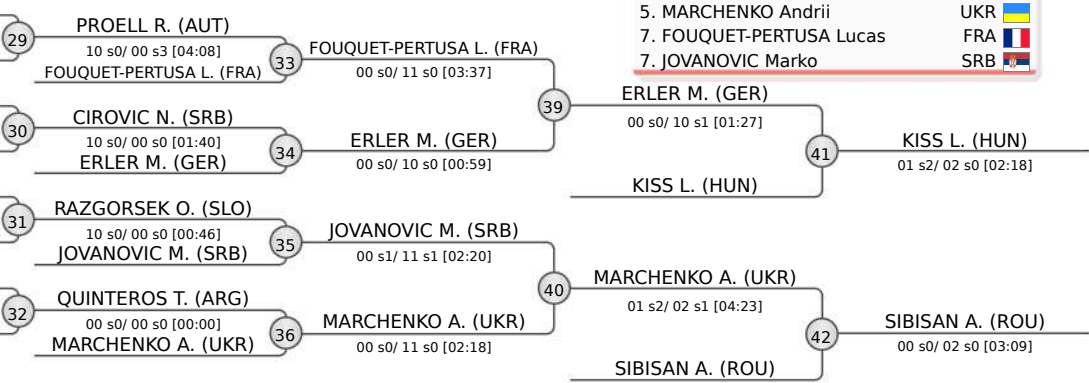 5. MARCHENKO Andrii UKR
7. FOUQUET-PERTUSA Lucas FRA
7. JOVANOVIC Marko SRB
29
PROELL R. (AUT)
10 s0/ 00 s3 [04:08]
FOUQUET-PERTUSA L. (FRA)
33
FOUQUET-PERTUSA L. (FRA)
00 s0/ 11 s0 [03:37]
30
CIROVIC N. (SRB)
10 s0/ 00 s0 [01:40]
ERLER M. (GER)
34
ERLER M. (GER)
00 s0/ 10 s0 [00:59]
39
ERLER M. (GER)
00 s0/ 10 s1 [01:27]
KISS L. (HUN)
41
KISS L. (HUN)
01 s2/ 02 s0 [02:18]
31
RAZGORSEK O. (SLO)
10 s0/ 00 s0 [00:46]
JOVANOVIC M. (SRB)
35
JOVANOVIC M. (SRB)
00 s1/ 11 s1 [02:20]
32
QUINTEROS T. (ARG)
00 s0/ 00 s0 [00:00]
MARCHENKO A. (UKR)
36
MARCHENKO A. (UKR)
00 s0/ 11 s0 [02:18]
40
MARCHENKO A. (UKR)
01 s2/ 02 s1 [04:23]
SIBISAN A. (ROU)
42
SIBISAN A. (ROU)
00 s0/ 02 s0 [03:09]